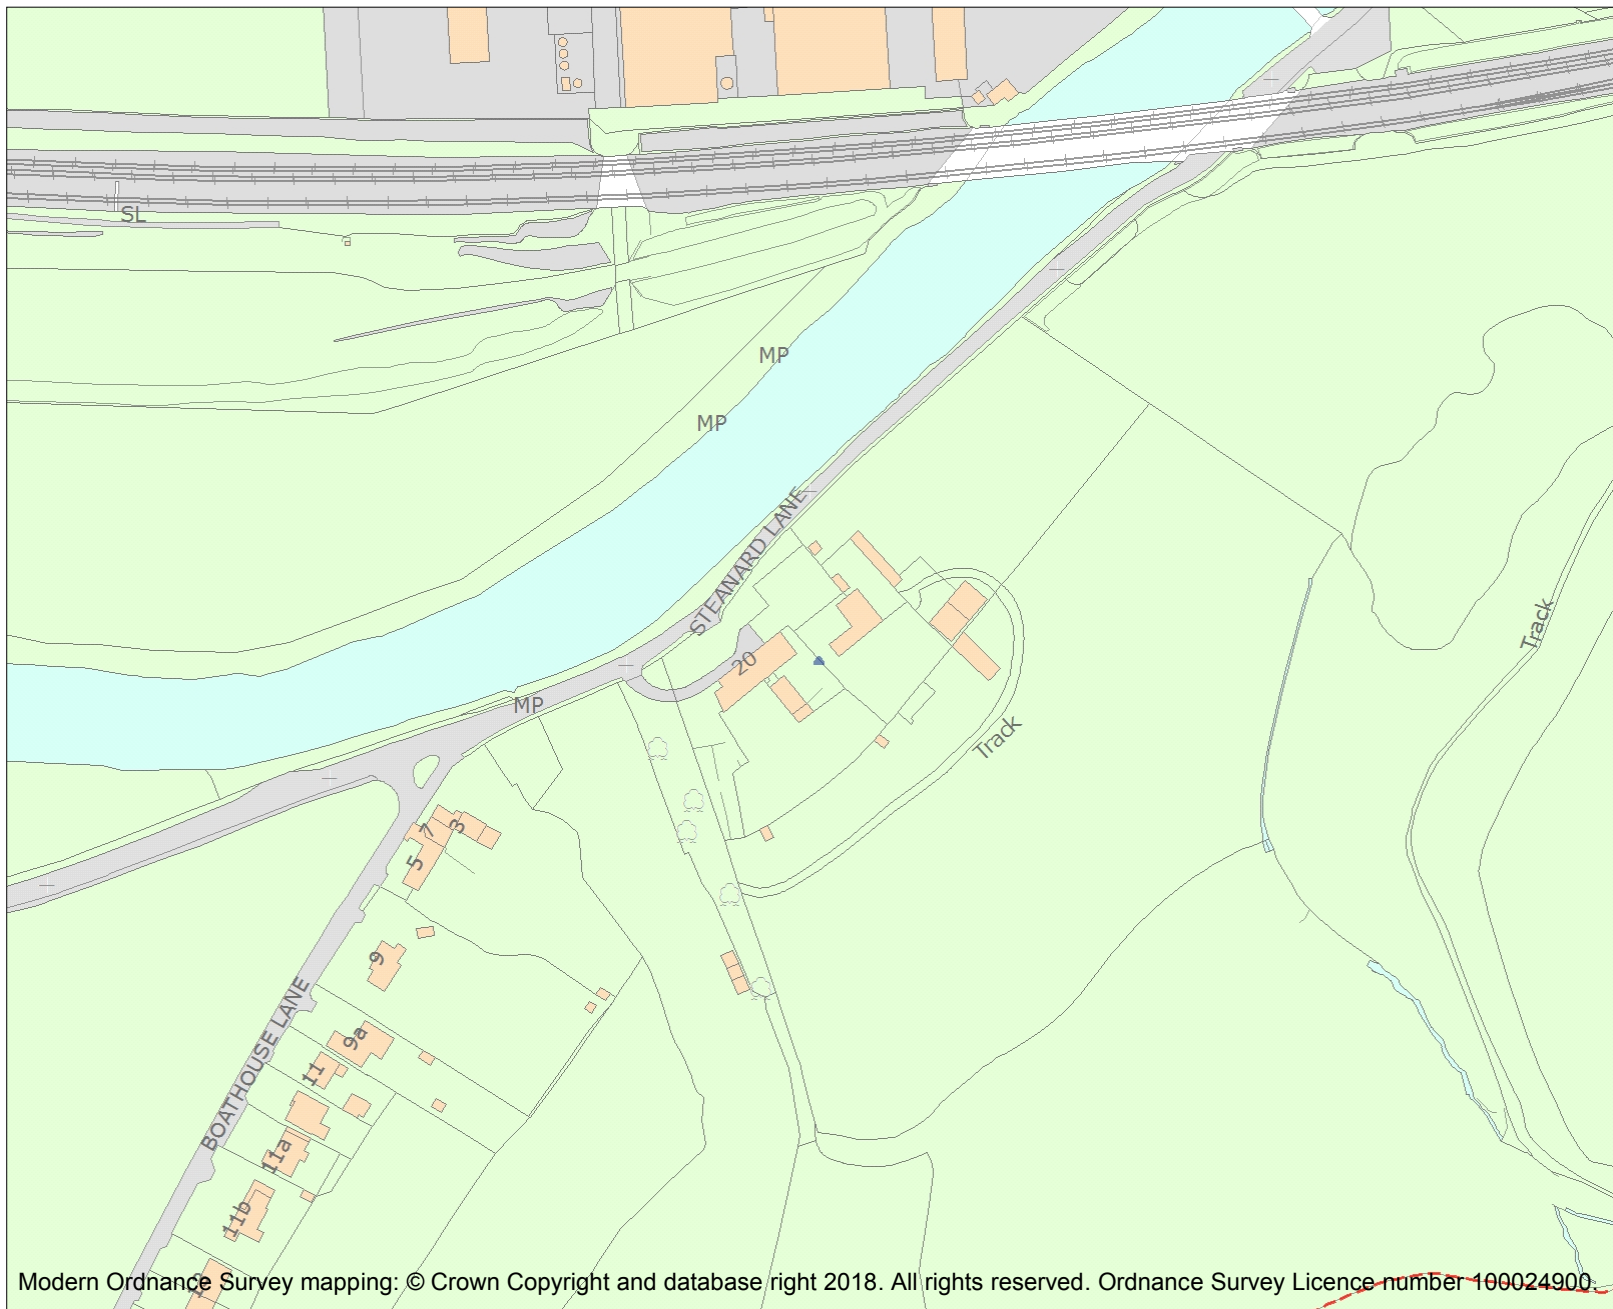 SL
MP
MP
STEANARD LANE
Track
20
MP
Track
7
3
5
9
BOATHOUSE LANE
9a
11
11a
11b
Modern Ordnance Survey mapping: © Crown Copyright and database right 2018. All rights reserved. Ordnance Survey Licence number 100024900.